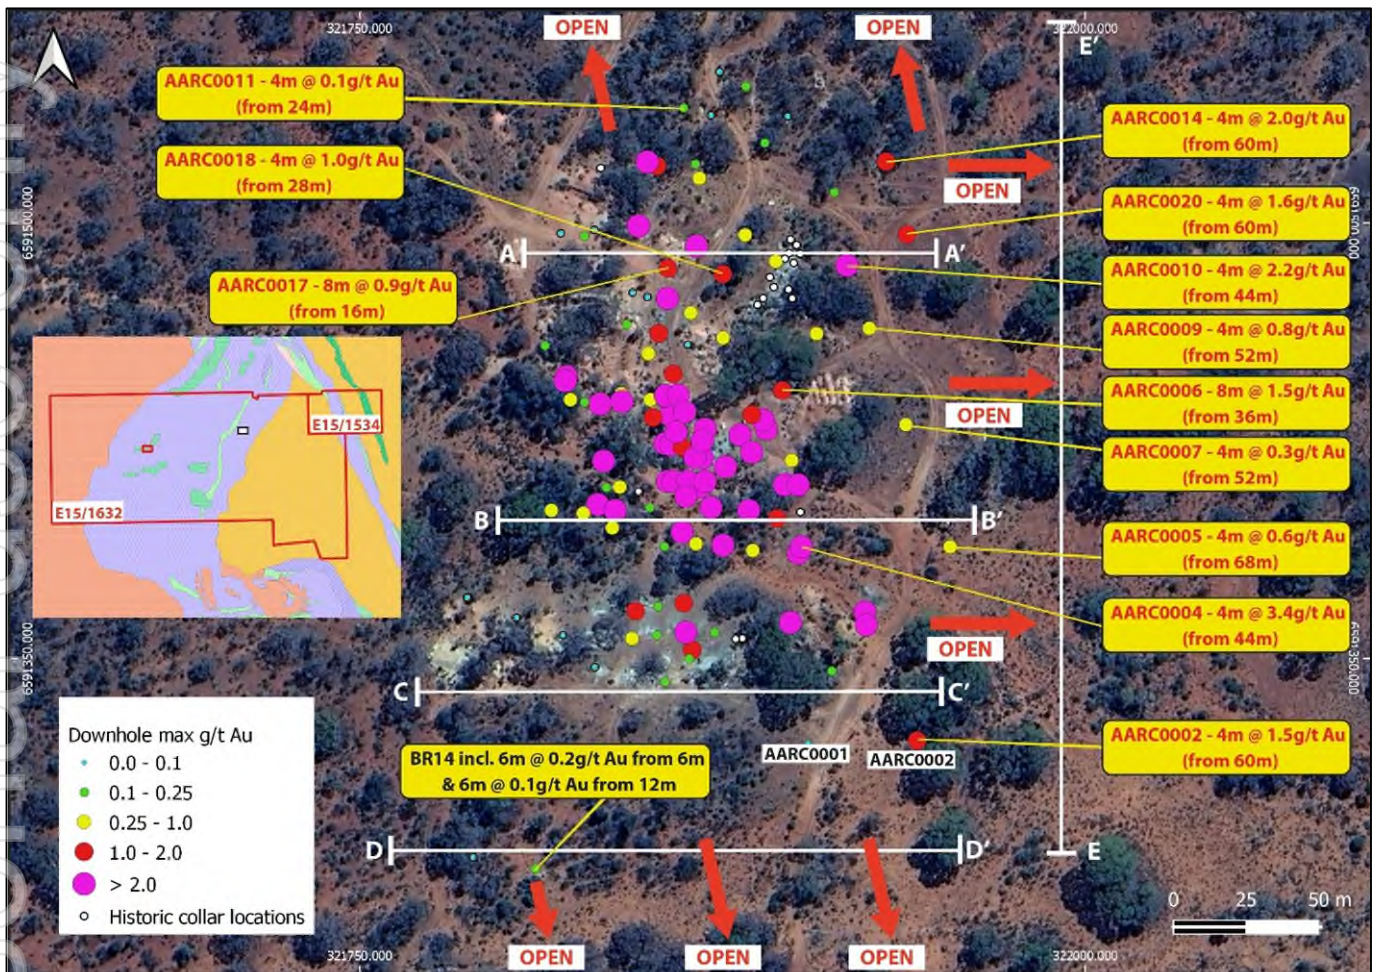 321750.000
322000.000
OPEN
OPEN
E'
AARC0011 - 4m @ 0.1g/t Au
(from 24m)
AARC0018 - 4m @ 1.0g/t Au
(from 28m)
AARC0017 - 8m @ 0.9g/t Au
(from 16m)
AARC0014 - 4m @ 2.0g/t Au
(from 60m)
OPEN
AARC0020 - 4m @ 1.6g/t Au
(from 60m)
6591500.000
6591500.000
A
A'
AARC0010 - 4m @ 2.2g/t Au
(from 44m)
AARC0009 - 4m @ 0.8g/t Au
(from 52m)
AARC0006 - 8m @ 1.5g/t Au
(from 36m)
OPEN
AARC0007 - 4m @ 0.3g/t Au
(from 52m)
E15/1534
E15/1632
B
B'
AARC0005 - 4m @ 0.6g/t Au
(from 68m)
AARC0004 - 4m @ 3.4g/t Au
(from 44m)
OPEN
6591350.000
6591350.000
C
C'
AARC0001
AARC0002
AARC0002 - 4m @ 1.5g/t Au
(from 60m)
BR14 incl. 6m @ 0.2g/t Au from 6m
& 6m @ 0.1g/t Au from 12m
D
D'
E
Downhole max g/t Au
0.0 - 0.1
0.1 - 0.25
0.25 - 1.0
1.0 - 2.0
> 2.0
Historic collar locations
0 25 50 m
OPEN
OPEN
OPEN
321750.000
322000.000